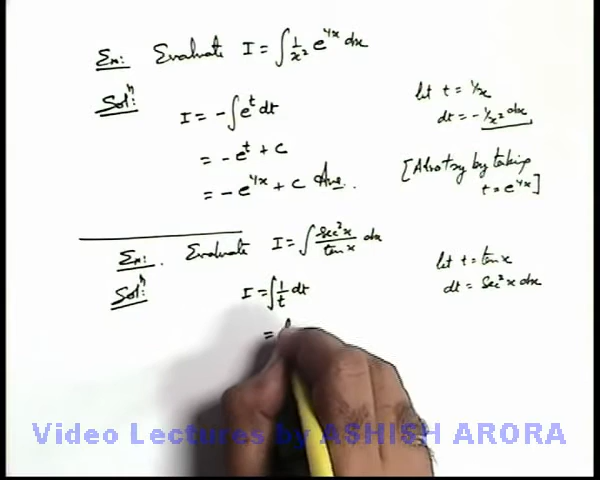 Ex: Evaluate I = ∫ 1/x² e^{1/x} dx
Solⁿ: let t = 1/x
I = -∫ e^t dt dt = - 1/x² dx
= - e^t + C
= - e^{1/x} + C Ans. [Also try by taking
t = e^{1/x}]
Ex: Evaluate I = ∫ sec²x/tan x dx
Solⁿ: let t = tan x
I = ∫ 1/t dt dt = sec²x dx
=
Video Lectures by ASHISH ARORA